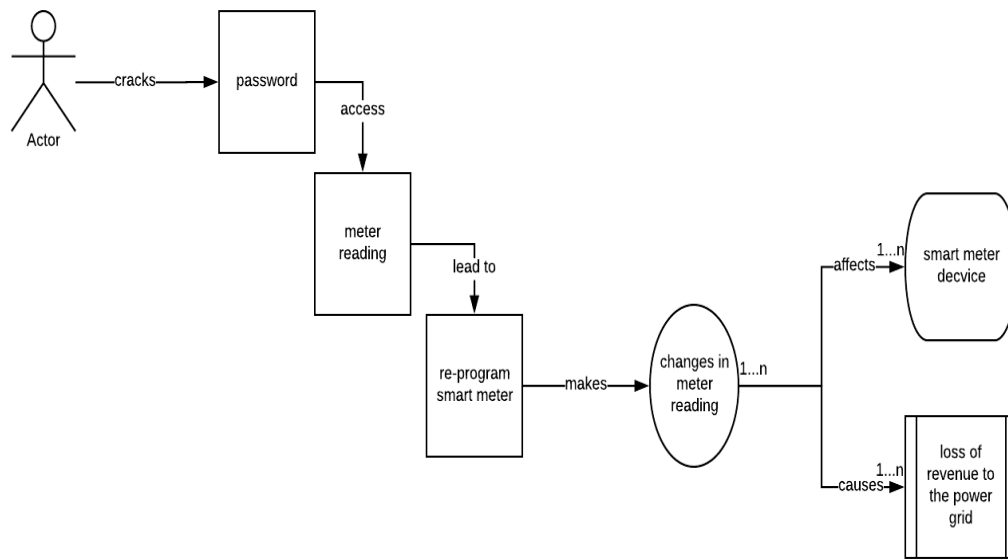 cracks
password
Actor
access
meter
reading
lead to
re-program
smart meter
makes
changes in
meter
reading
1...n
affects
1...n
smart meter
decvice
causes
1...n
loss of
revenue to
the power
grid